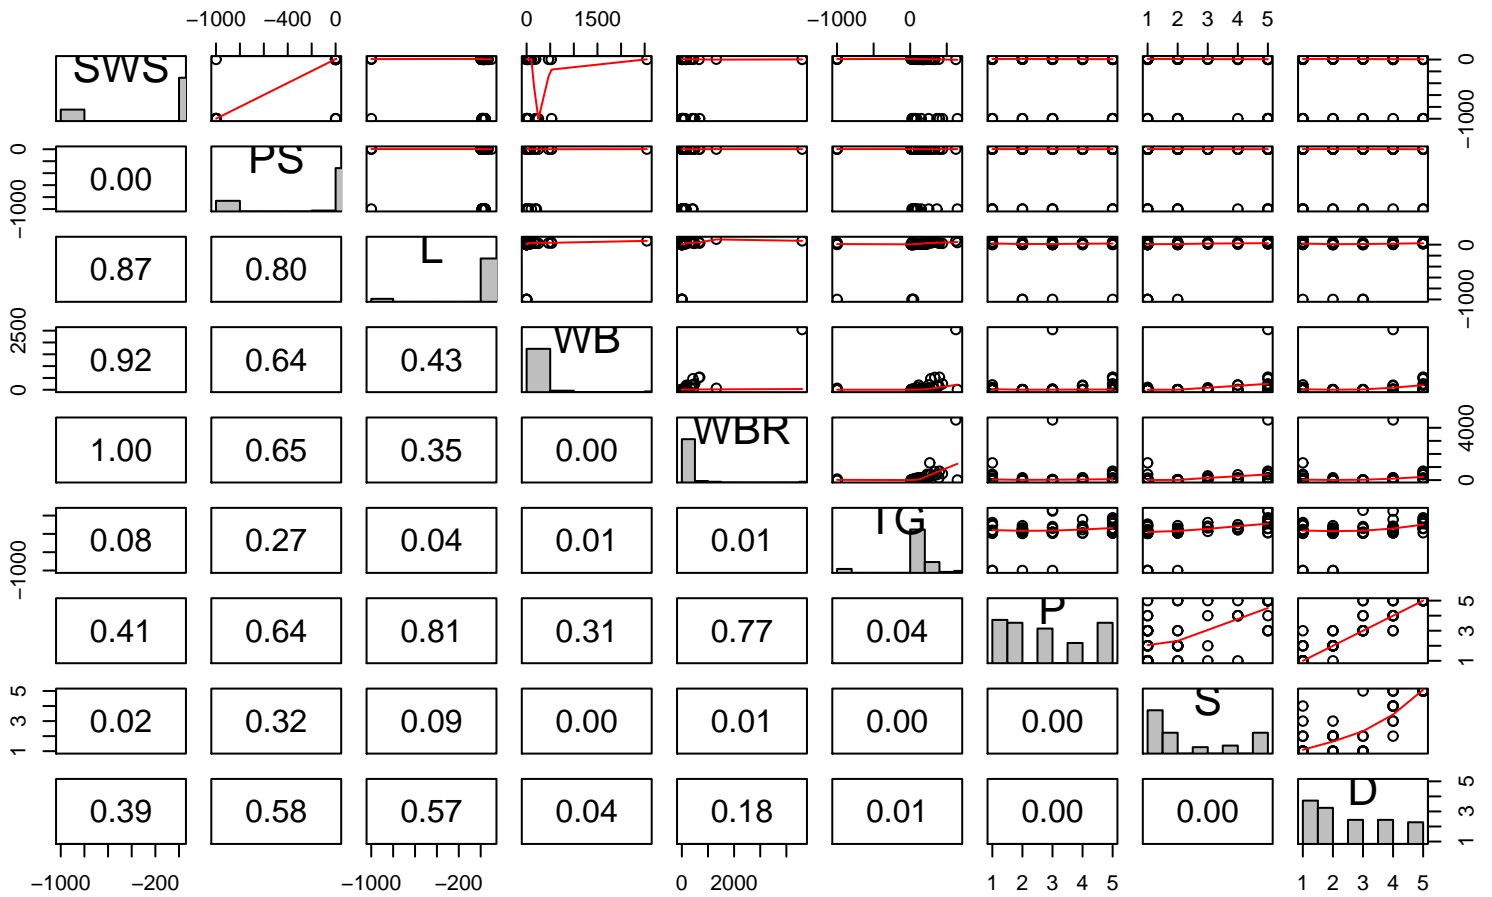 −1000 −400 0 0 1500 −1000 0 1 2 3 4 5
SWS 0 −1000
0 −1000 0.00 PS
0.87 0.80 L 0 −1000
2500 0 0.92 0.64 0.43 WB
1.00 0.65 0.35 0.00 WBR 4000 0
−1000 0.08 0.27 0.04 0.01 0.01 TG
0.41 0.64 0.81 0.31 0.77 0.04 P 5 3 1
5 3 1 0.02 0.32 0.09 0.00 0.01 0.00 0.00 S
0.39 0.58 0.57 0.04 0.18 0.01 0.00 0.00 D 5 3 1
−1000 −200 −1000 −200 0 2000 1 2 3 4 5 1 2 3 4 5